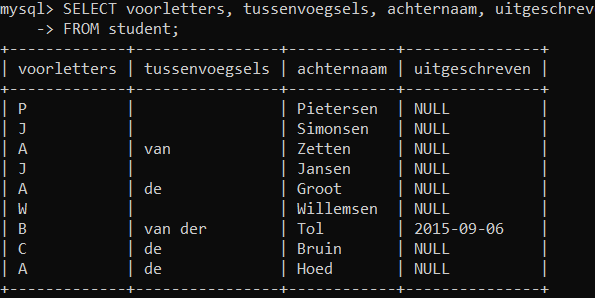 mysql> SELECT voorletters, tussenvoegsels, achternaam, uitgeschrev
    -> FROM student;
+-------------+----------------+------------+---------------+
| voorletters | tussenvoegsels | achternaam | uitgeschreven |
+-------------+----------------+------------+---------------+
| P           |                | Pietersen  | NULL          |
| J           |                | Simonsen   | NULL          |
| A           | van            | Zetten     | NULL          |
| J           |                | Jansen     | NULL          |
| A           | de             | Groot      | NULL          |
| W           |                | Willemsen  | NULL          |
| B           | van der        | Tol        | 2015-09-06    |
| C           | de             | Bruin      | NULL          |
| A           | de             | Hoed       | NULL          |
+-------------+----------------+------------+---------------+